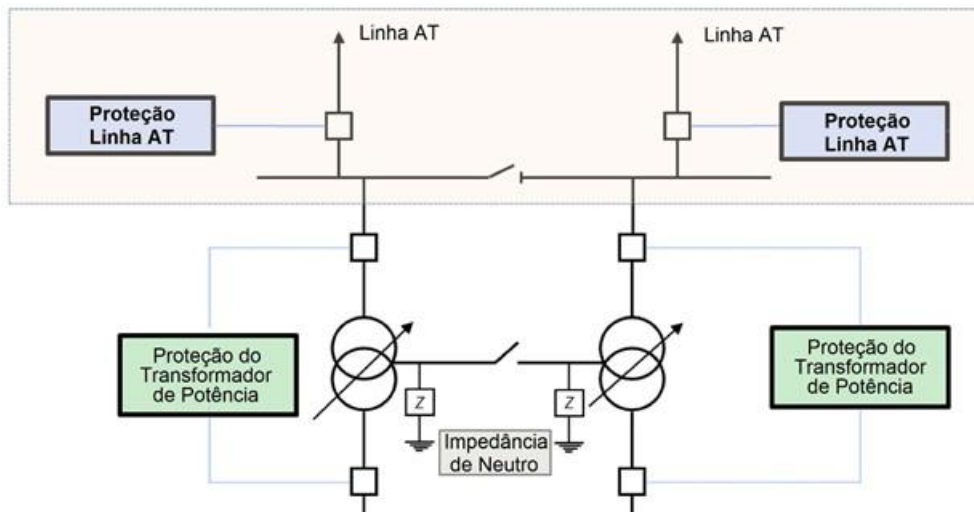 Linha AT
Linha AT
Proteção
Linha AT
Proteção
Linha AT
Proteção do
Transformador
de Potência
Proteção do
Transformador
de Potência
Z
Z
Impedância
de Neutro